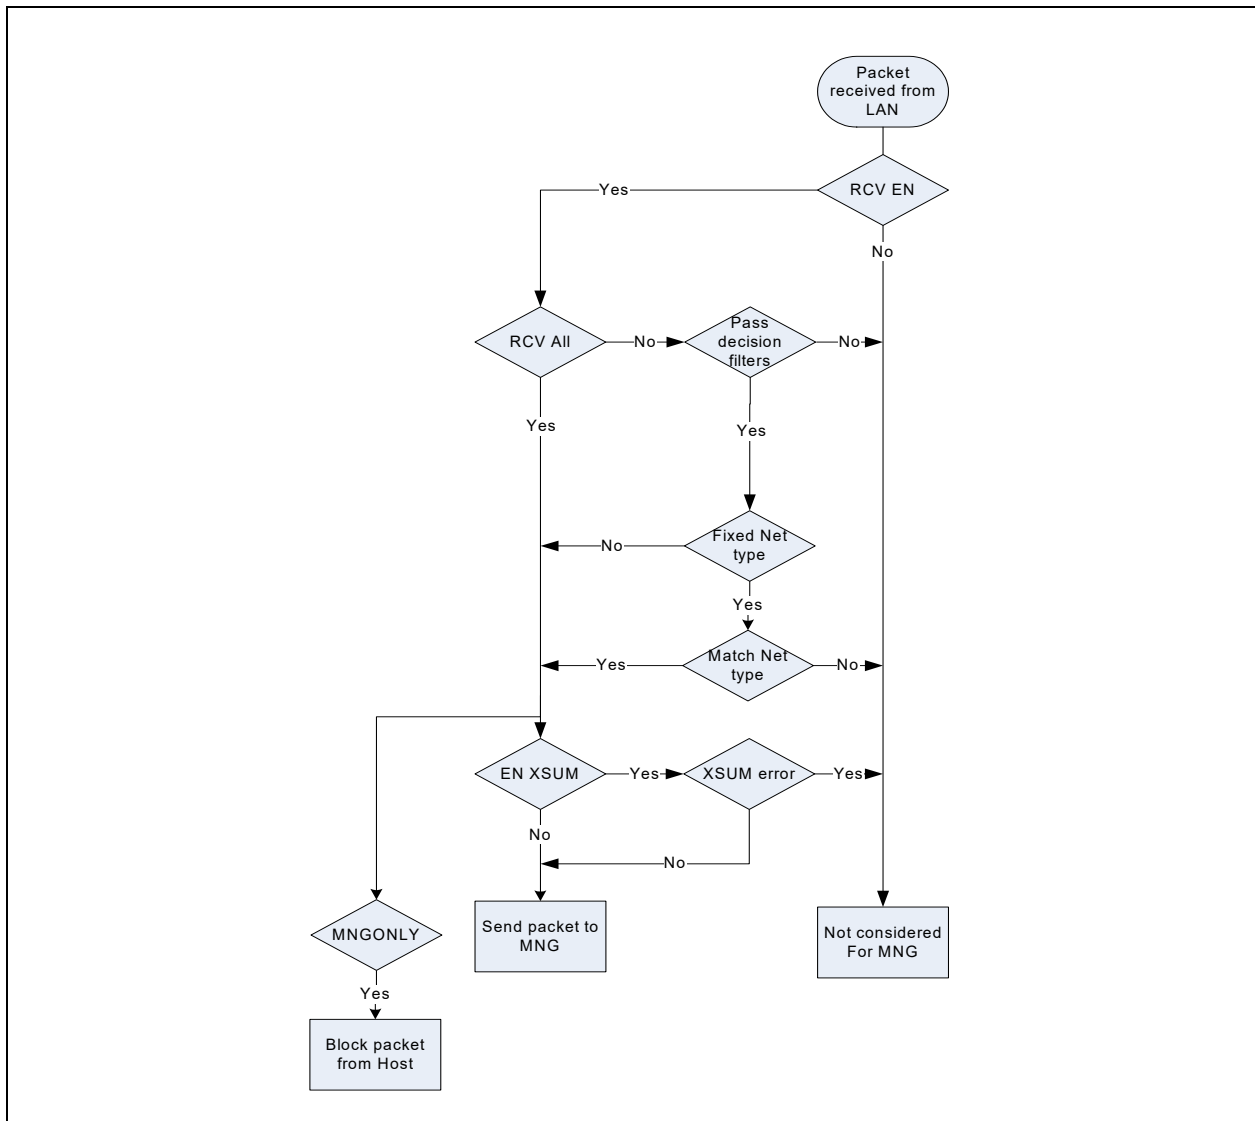 Packet
received from
LAN
RCV EN
Yes
No
RCV All
No
Pass
decision
filters
No
Yes
Yes
Fixed Net
type
No
Yes
Match Net
type
Yes
No
EN XSUM
Yes
XSUM error
Yes
No
No
MNGONLY
Send packet to
MNG
Not considered
For MNG
Yes
Block packet
from Host